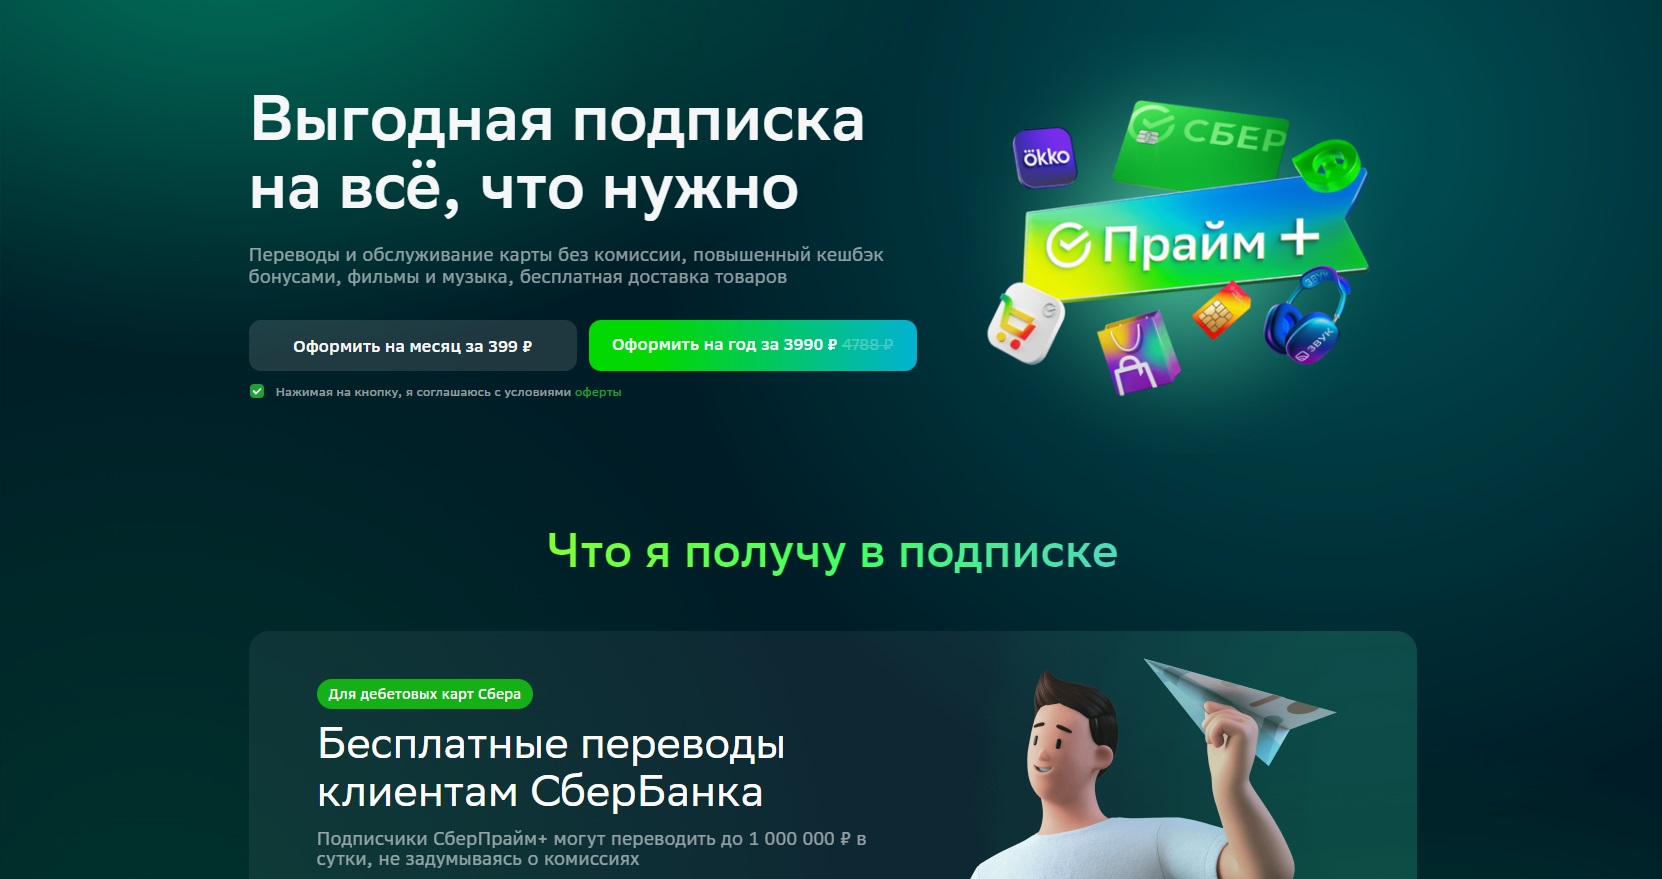 Выгодная подписка
на всё, что нужно
Переводы и обслуживание карты без комиссии, повышенный кешбэк
бонусами, фильмы и музыка, бесплатная доставка товаров
Оформить на месяц за 399 ₽
Оформить на год за 3990 ₽ 4788 ₽
Нажимая на кнопку, я соглашаюсь с условиями оферты
СБЕР
okko
Прайм +
ЗВУК
ЗВУК
Что я получу в подписке
Для дебетовых карт Сбера
Бесплатные переводы
клиентам СберБанка
Подписчики СберПрайм+ могут переводить до 1 000 000 ₽ в
сутки, не задумываясь о комиссиях